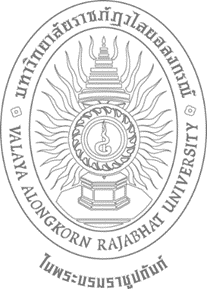 มหาวิทยาลัยราชภัฏวไลยอลงกรณ์
VALAYA ALONGKORN RAJABHAT UNIVERSITY
ในพระบรมราชูปถัมภ์